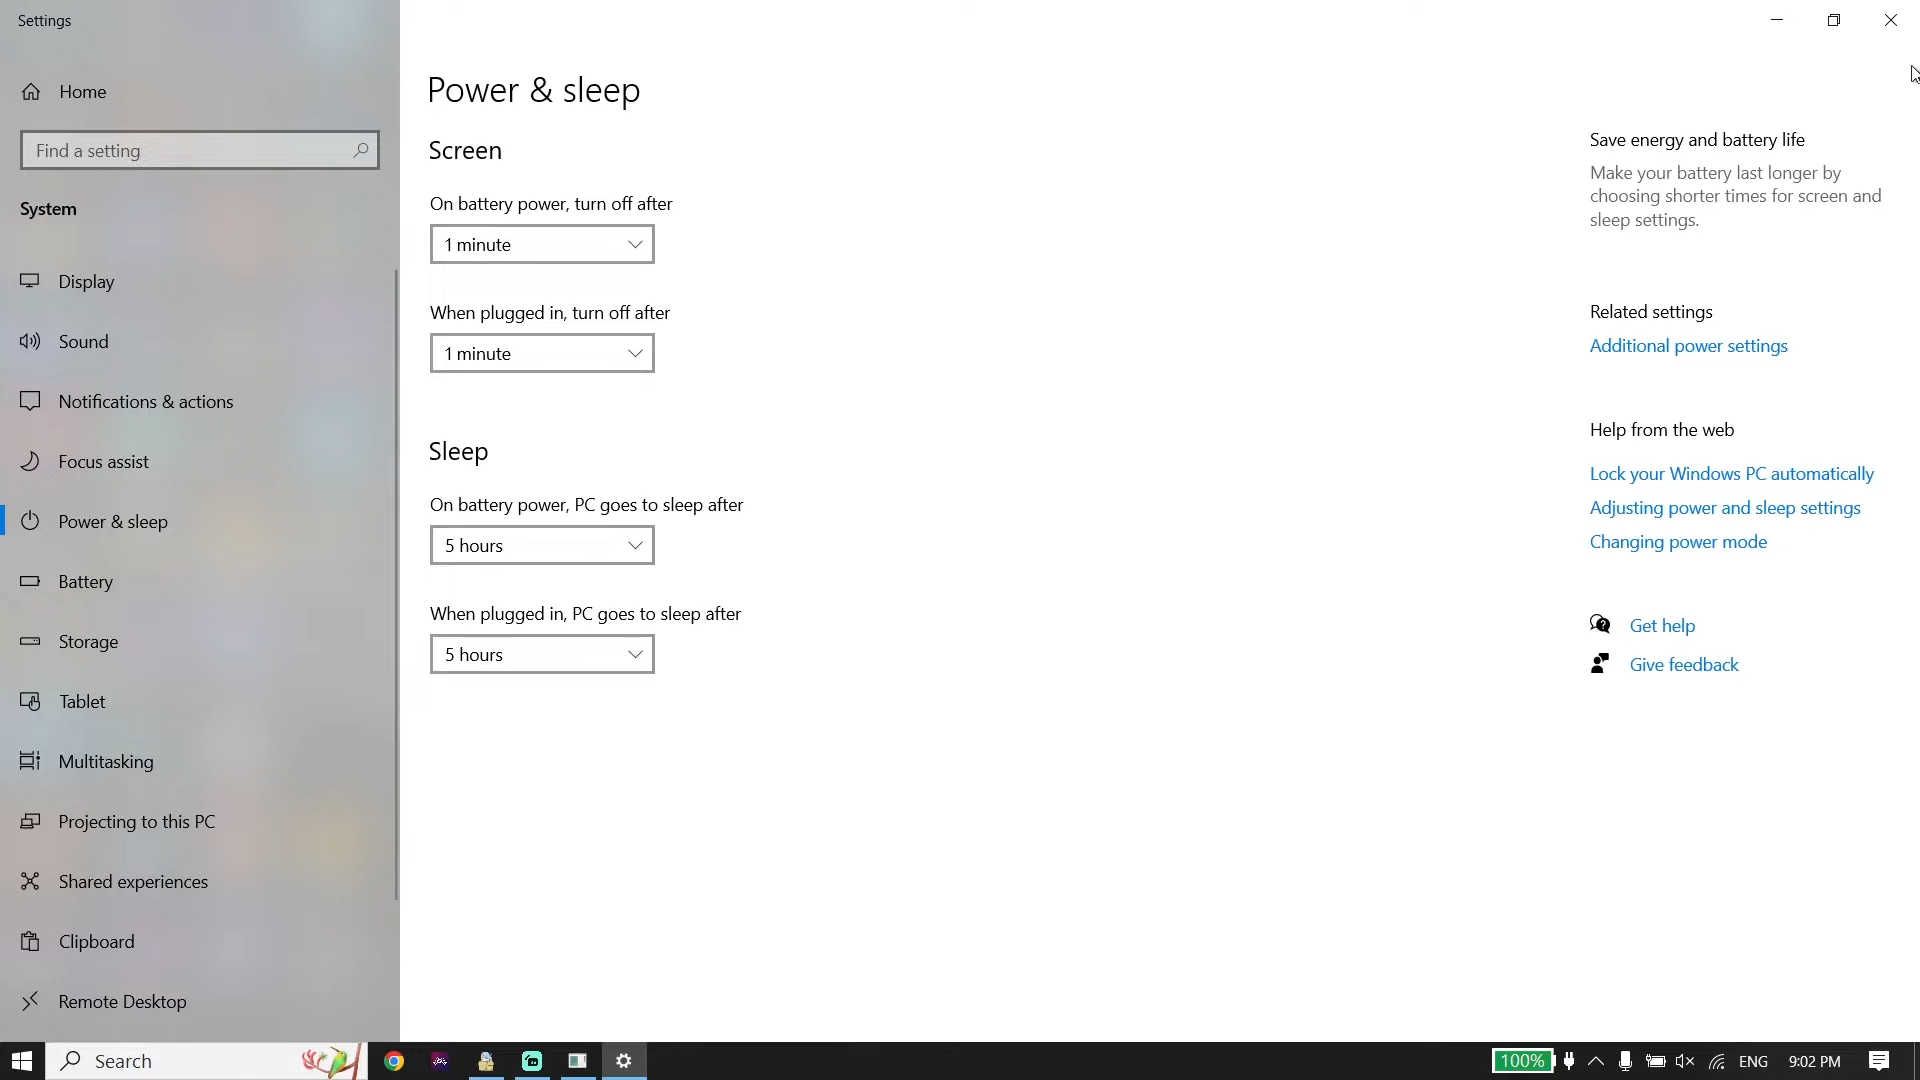 Settings
Home
Find a setting
System
Display
Sound
Notifications & actions
Focus assist
Power & sleep
Battery
Storage
Tablet
Multitasking
Projecting to this PC
Shared experiences
Clipboard
Remote Desktop
Power & sleep
Screen
On battery power, turn off after
1 minute
When plugged in, turn off after
1 minute
Sleep
On battery power, PC goes to sleep after
5 hours
When plugged in, PC goes to sleep after
5 hours
Save energy and battery life
Make your battery last longer by
choosing shorter times for screen and
sleep settings.
Related settings
Additional power settings
Help from the web
Lock your Windows PC automatically
Adjusting power and sleep settings
Changing power mode
Get help
Give feedback
Search
100%
ENG
9:02 PM